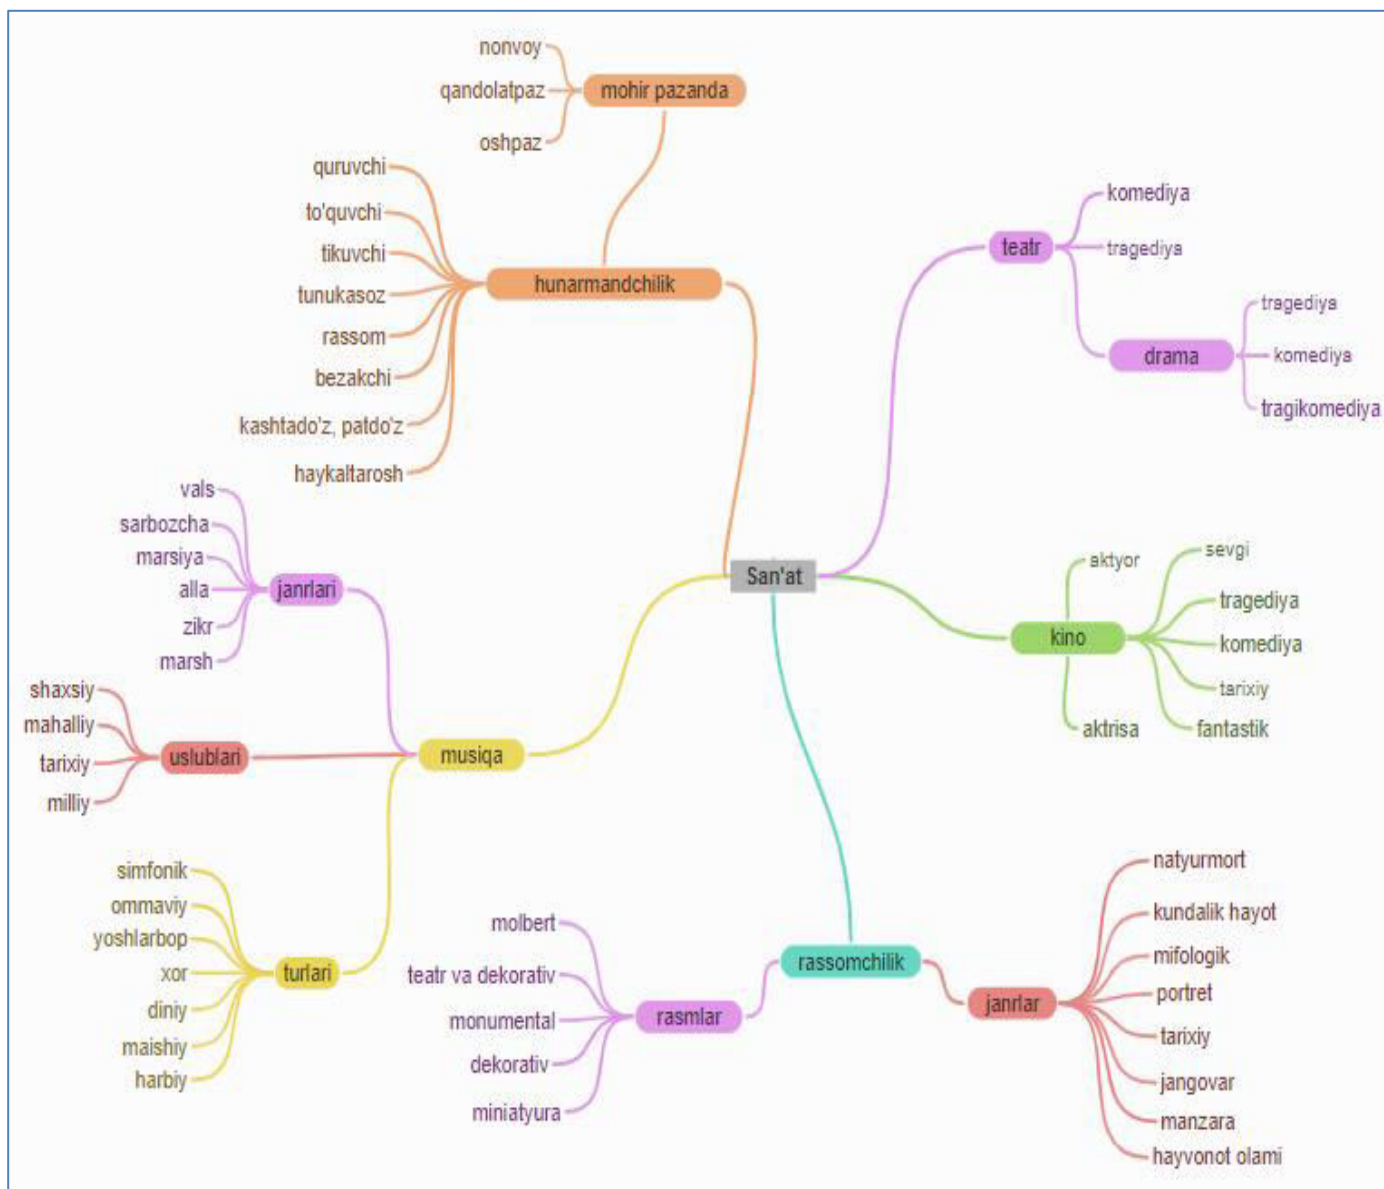 nonvoy
qandolatpaz
oshpaz
mohir pazanda
quruvchi
to'quvchi
tikuvchi
tunukasoz
rassom
bezakchi
kashtado'z, patdo'z
haykaltarosh
hunarmandchilik
komediya
tragediya
teatr
drama
tragediya
komediya
tragikomediya
San'at
aktyor
kino
aktrisa
sevgi
tragediya
komediya
tarixiy
fantastik
vals
sarbozcha
marsiya
alla
zikr
marsh
janrlari
shaxsiy
mahalliy
tarixiy
milliy
uslublari
musiqa
simfonik
ommaviy
yoshlarbop
xor
diniy
maishiy
harbiy
turlari
molbert
teatr va dekorativ
monumental
dekorativ
miniatyura
rasmlar
rassomchilik
janrlar
natyurmort
kundalik hayot
mifologik
portret
tarixiy
jangovar
manzara
hayvonot olami